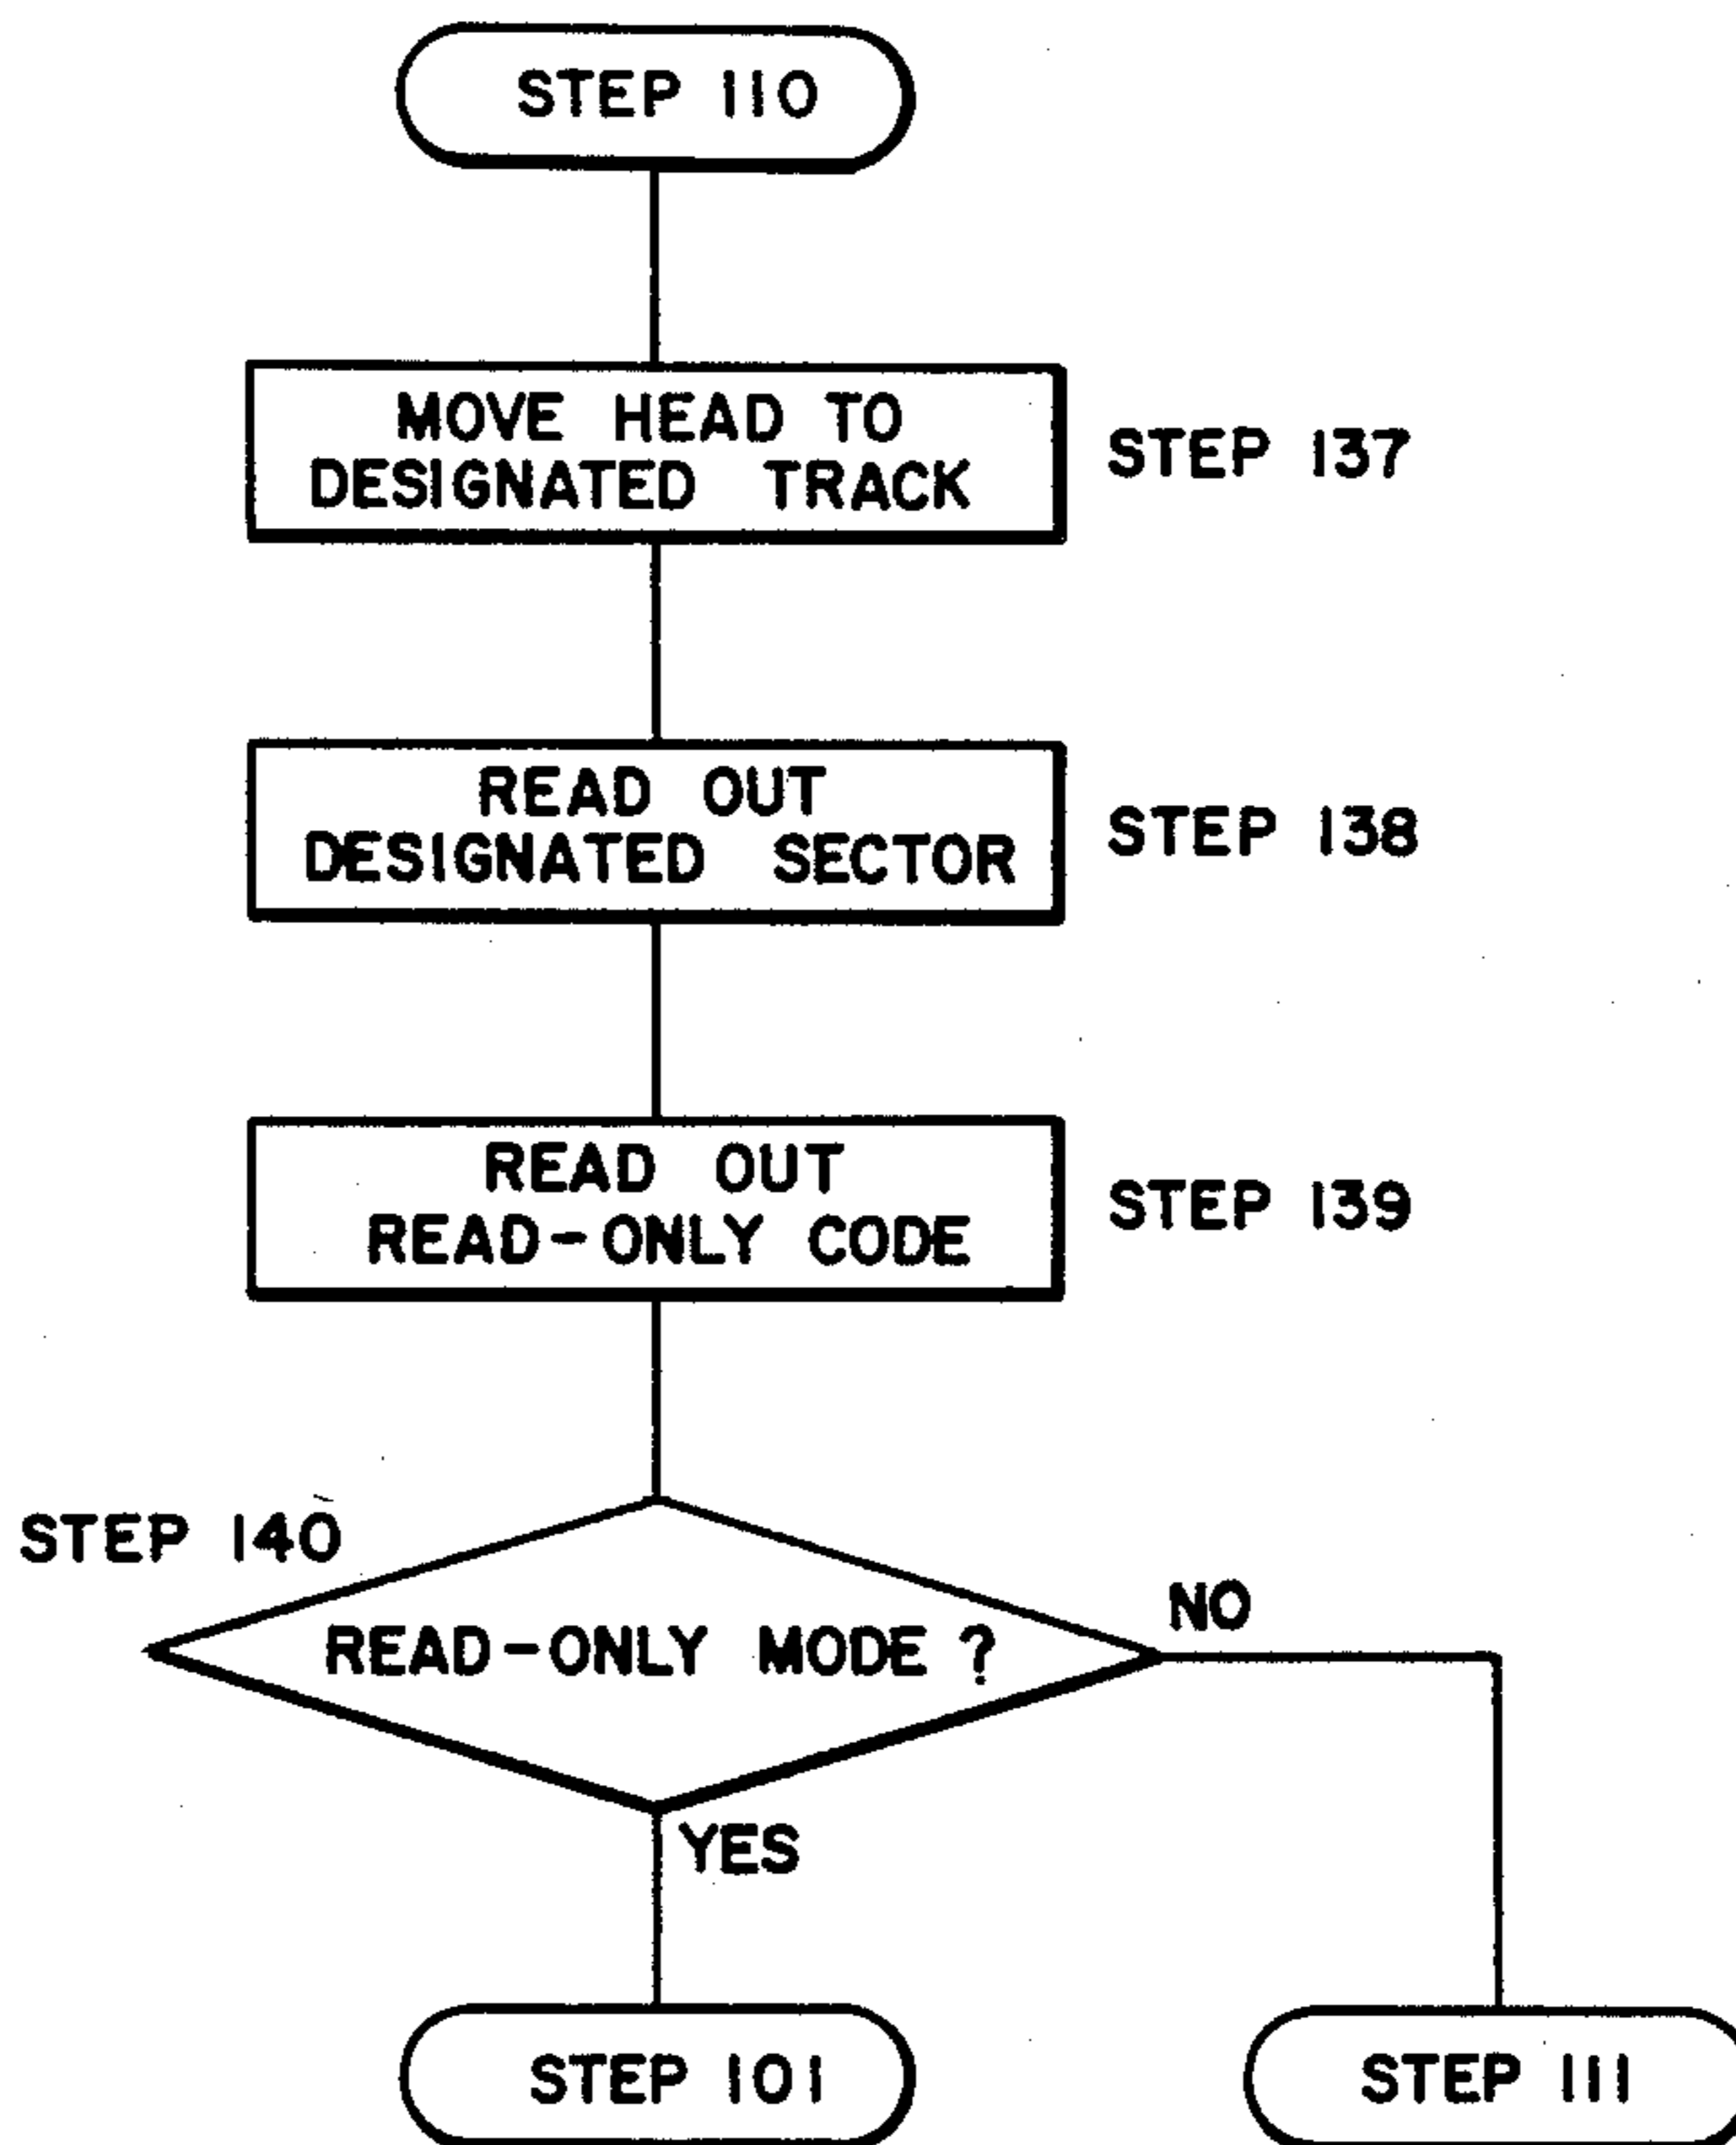 STEP 110
MOVE HEAD TO
DESIGNATED TRACK
STEP 137
READ OUT
DESIGNATED SECTOR
STEP 138
READ OUT
READ-ONLY CODE
STEP 139
STEP 140
READ-ONLY MODE ?
NO
YES
STEP 101
STEP 111